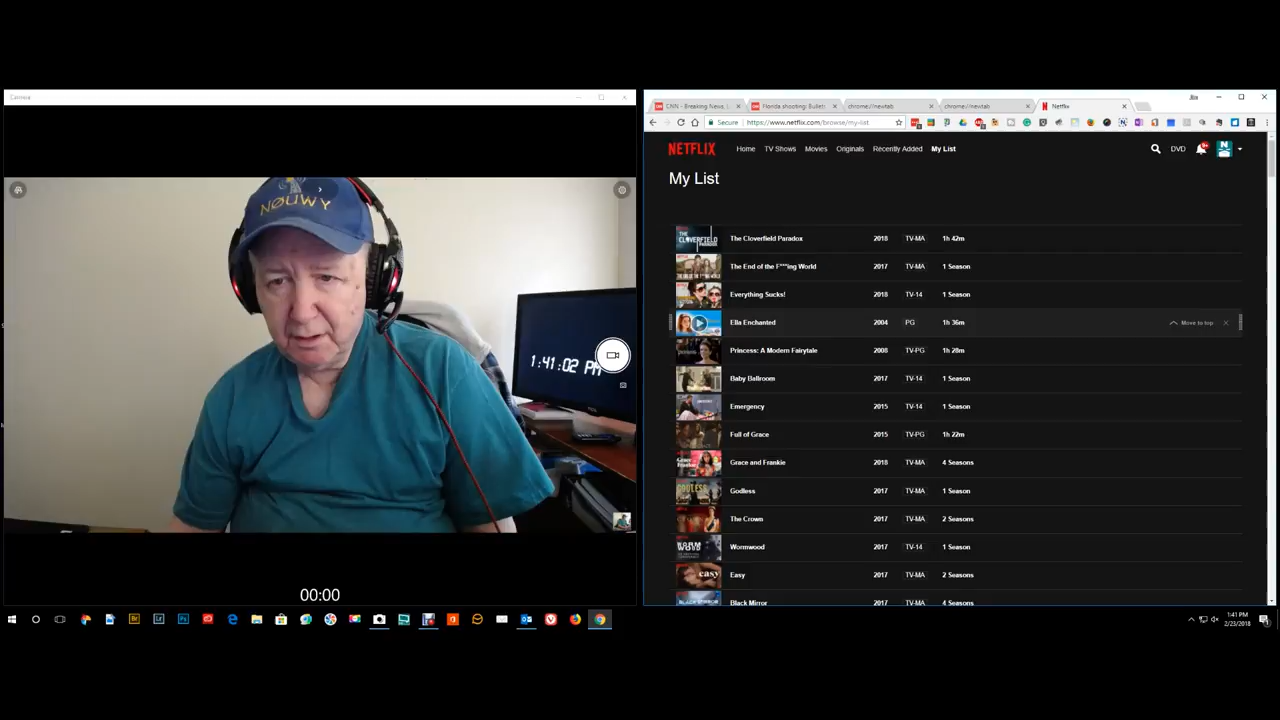 Camera
NOUWY
1:41:02 PM
00:00
CNN - Breaking News, L
Florida shooting: Bullets
chrome://newtab
chrome://newtab
Netflix
Jim
Secure
https://www.netflix.com/browse/my-list
NETFLIX
Home
TV Shows
Movies
Originals
Recently Added
My List
DVD
My List
The Cloverfield Paradox 2018 TV-MA 1h 42m
The End of the F***ing World 2017 TV-MA 1 Season
Everything Sucks! 2018 TV-14 1 Season
Ella Enchanted 2004 PG 1h 36m Move to top
Princess: A Modern Fairytale 2008 TV-PG 1h 28m
Baby Ballroom 2017 TV-14 1 Season
Emergency 2015 TV-14 1 Season
Full of Grace 2015 TV-PG 1h 22m
Grace and Frankie 2018 TV-MA 4 Seasons
Godless 2017 TV-MA 1 Season
The Crown 2017 TV-MA 2 Seasons
Wormwood 2017 TV-14 1 Season
Easy 2017 TV-MA 2 Seasons
Black Mirror 2017 TV-MA 4 Seasons
1:41 PM
2/23/2018